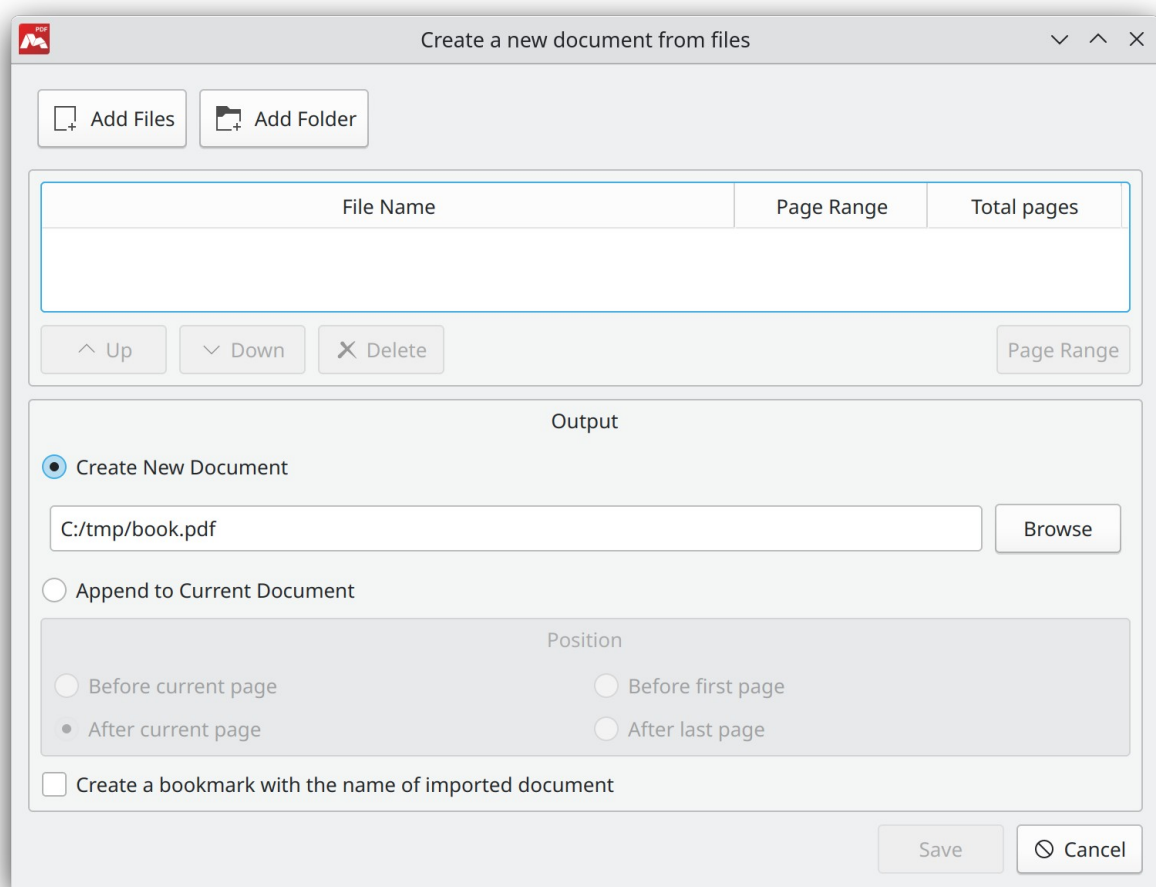 PDF
Create a new document from files
Add Files Add Folder
File Name Page Range Total pages
Up Down Delete Page Range
Output
Create New Document
C:/tmp/book.pdf Browse
Append to Current Document
Position
Before current page Before first page
After current page After last page
Create a bookmark with the name of imported document
Save Cancel